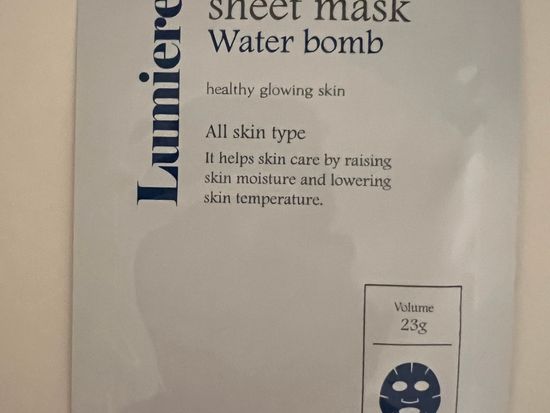 Lumiere
sheet mask
Water bomb
healthy glowing skin
All skin type
It helps skin care by raising
skin moisture and lowering
skin temperature.
Volume
23g